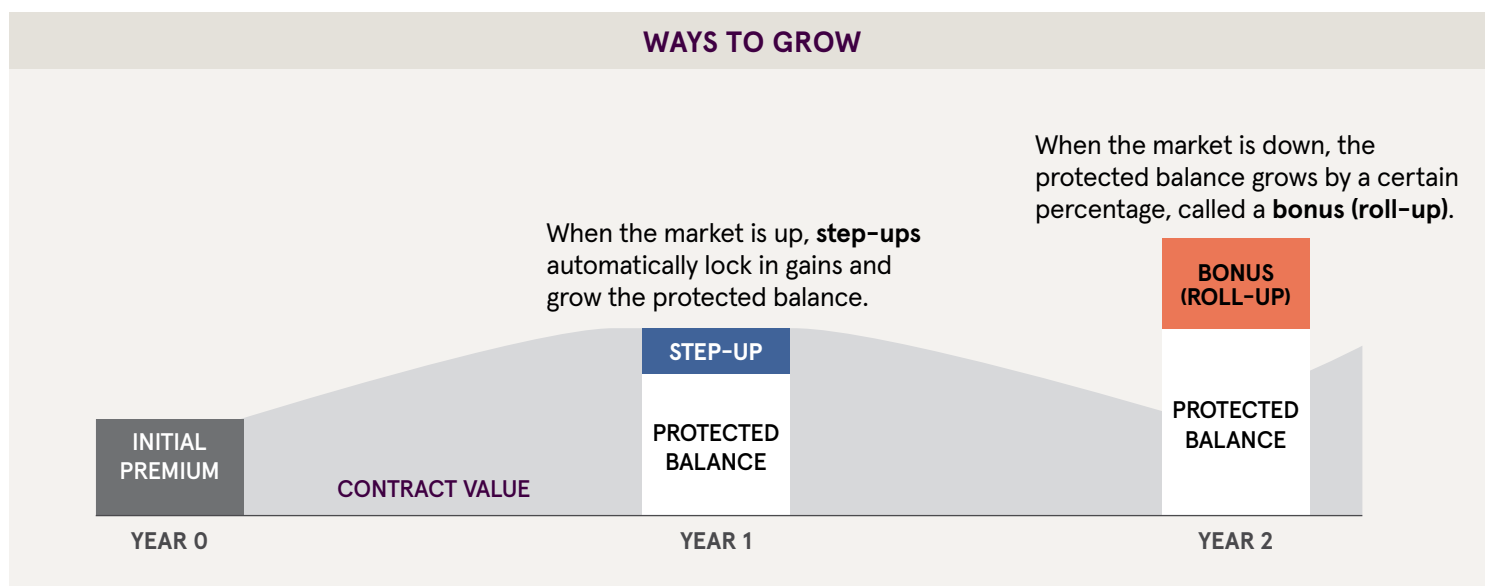 WAYS TO GROW
When the market is down, the
protected balance grows by a certain
percentage, called a bonus (roll-up).
When the market is up, step-ups
automatically lock in gains and
grow the protected balance.
BONUS
(ROLL-UP)
STEP-UP
INITIAL
PREMIUM
CONTRACT VALUE
PROTECTED
BALANCE
PROTECTED
BALANCE
YEAR 0
YEAR 1
YEAR 2